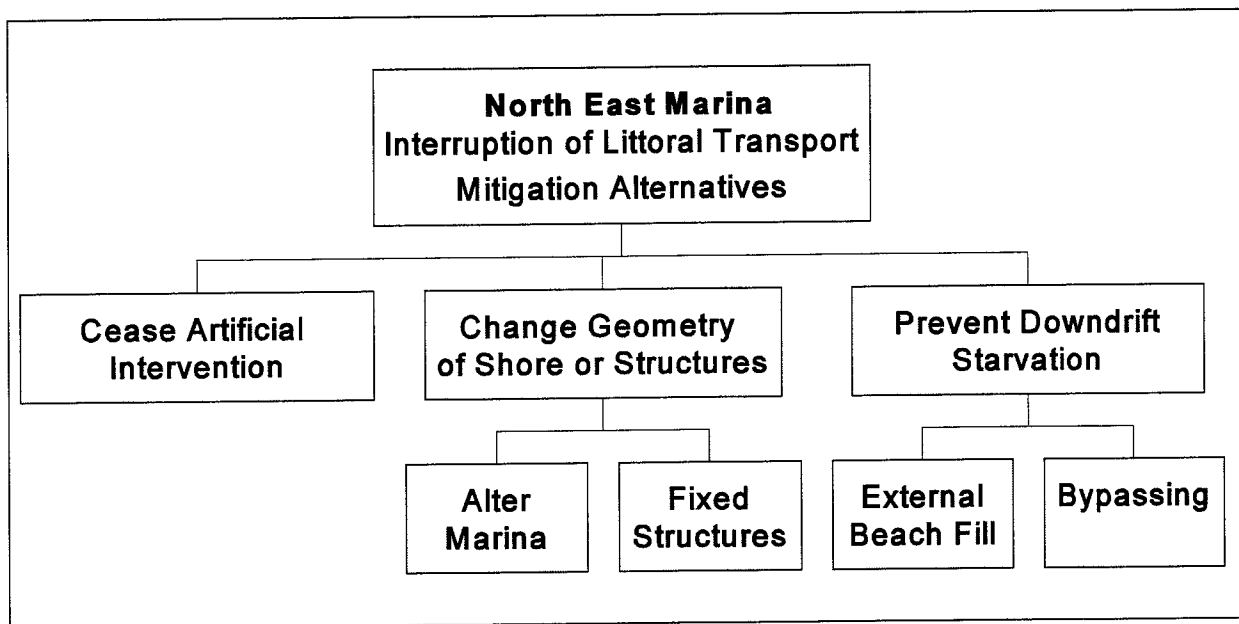 North East Marina
Interruption of Littoral Transport
Mitigation Alternatives
Cease Artificial
Intervention
Change Geometry
of Shore or Structures
Prevent Downdrift
Starvation
Alter
Marina
Fixed
Structures
External
Beach Fill
Bypassing